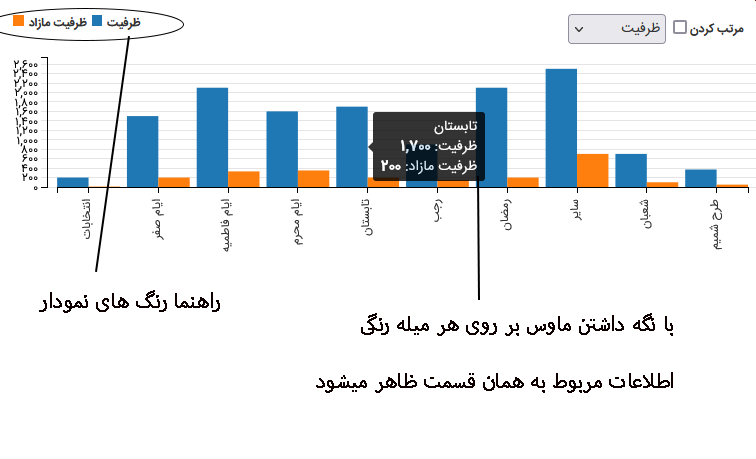 ظرفیت ظرفیت مازاد
مرتب کردن ظرفیت
۲,۶۰۰
۲,۴۰۰
۲,۲۰۰
۲,۰۰۰
۱,۸۰۰
۱,۶۰۰
۱,۴۰۰
۱,۲۰۰
۱,۰۰۰
۸۰۰
۶۰۰
۴۰۰
۲۰۰
۰
تابستان
ظرفیت: ۱,۷۰۰
ظرفیت مازاد: ۲۰۰
انتخابات
ایام صفر
ایام فاطمیه
ایام محرم
تابستان
رجب
رمضان
سایر
شعبان
طرح شمیم
راهنما رنگ های نمودار
با نگه داشتن ماوس بر روی هر میله رنگی
اطلاعات مربوط به همان قسمت ظاهر میشود